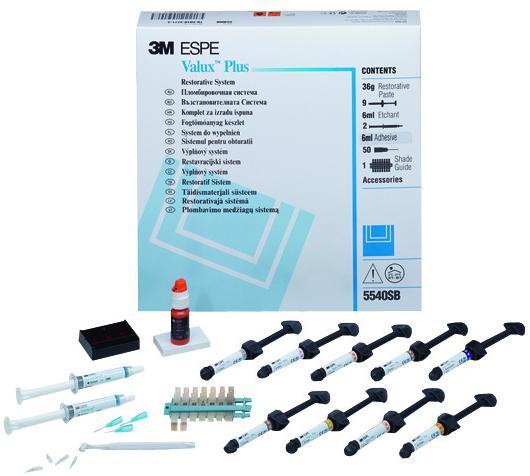 3M ESPE
Valux™ Plus
Restorative System
Пломбировочная система
Възстановителната Система
Komplet za izradu ispuna
Fogtömőanyag készlet
System do wypełnień
Sistemul pentru obturatii
Výplňový systém
Restavracijski sistem
Výplňový systém
Restoratif Sistem
Täidismaterjali süsteem
Restorativajā sistēmā
Plombavimo medžiagų sistemą
CONTENTS
36g Restorative Paste
9
6ml Etchant
2
6ml Adhesive
50
1 Shade Guide
Accessories
5540SB